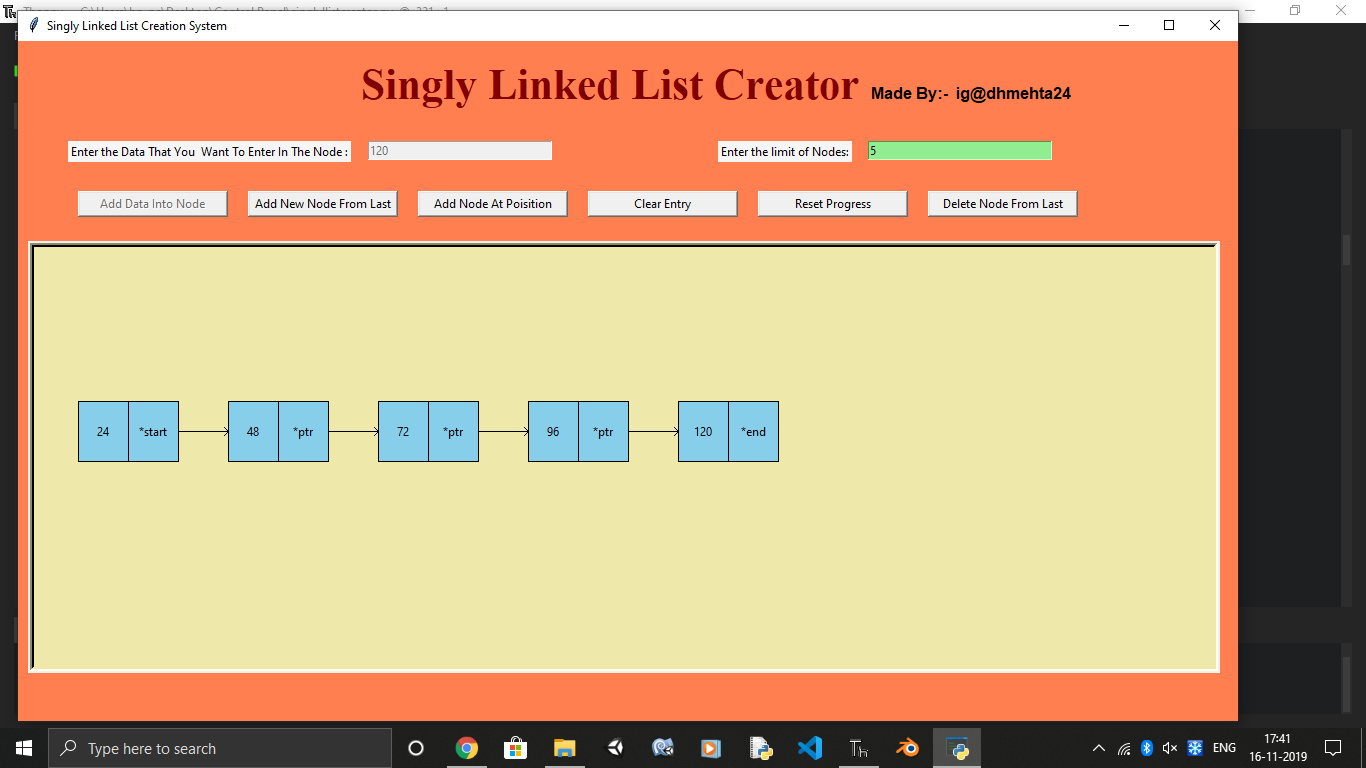 Singly Linked List Creation System
Singly Linked List Creator Made By:- ig@dhmehta24
Enter the Data That You  Want To Enter In The Node : 120 Enter the limit of Nodes: 5
Add Data Into Node Add New Node From Last Add Node At Poisition Clear Entry Reset Progress Delete Node From Last
24 *start 48 *ptr 72 *ptr 96 *ptr 120 *end
Type here to search ENG 17:41
16-11-2019